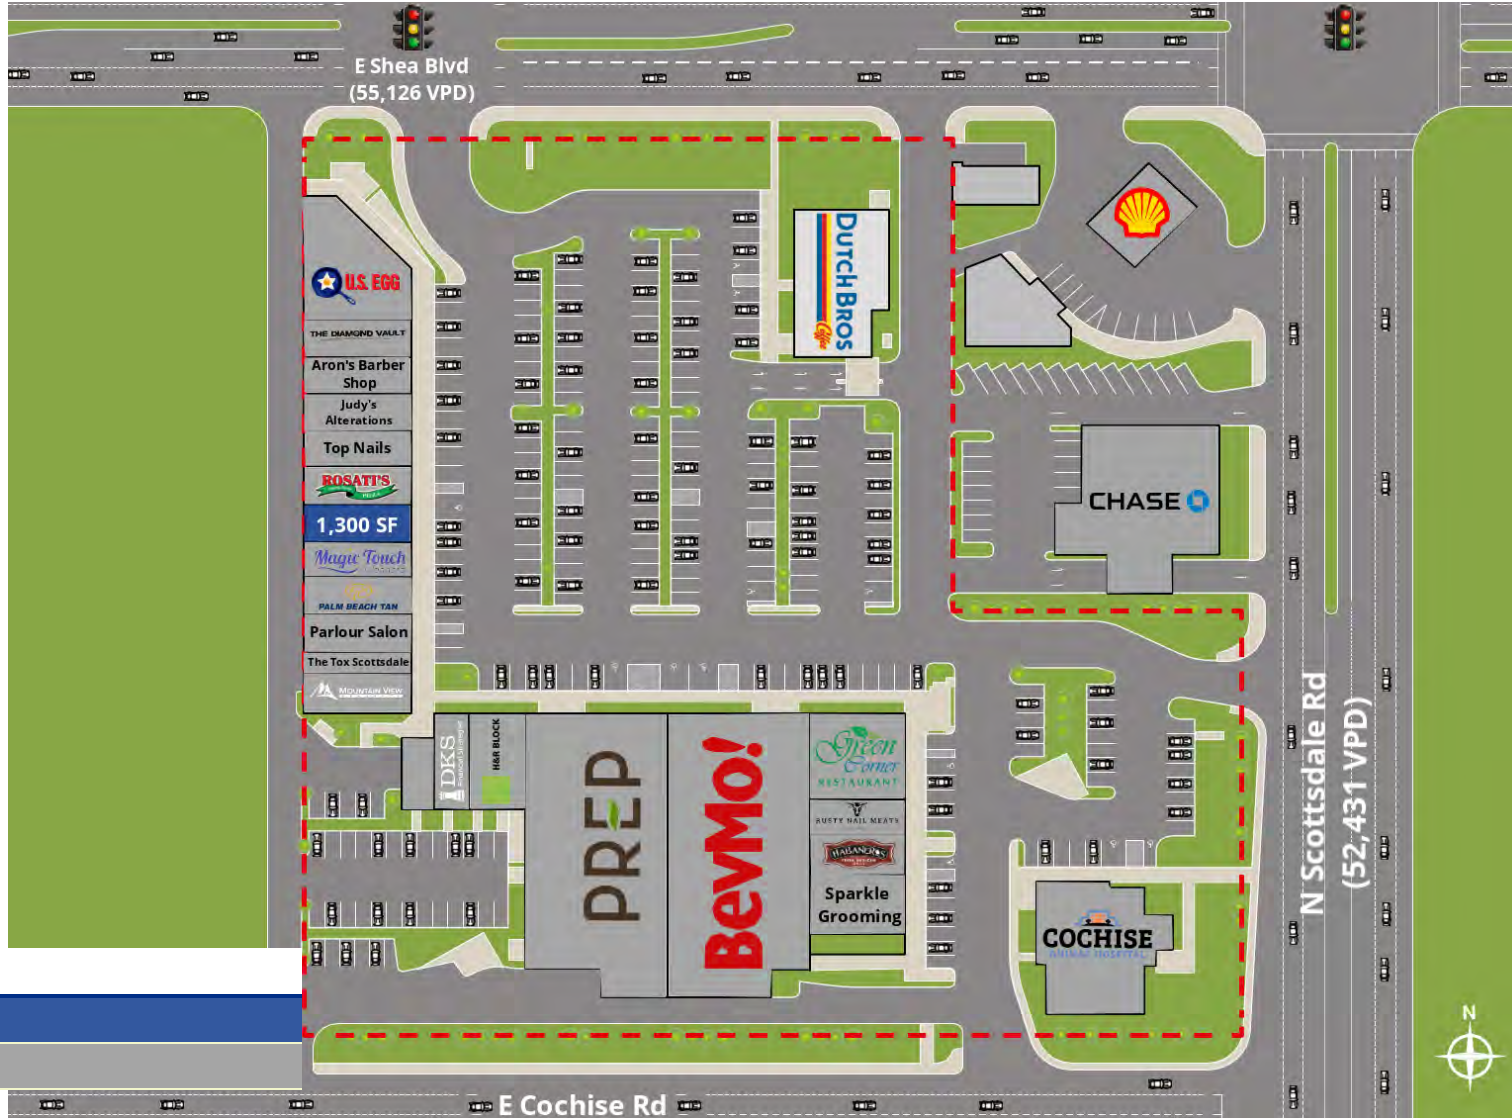 E Shea Blvd
(55,126 VPD)
U.S. EGG
THE DIAMOND VAULT
Aron's Barber
Shop
Judy's
Alterations
Top Nails
ROSATI'S
PIZZA
1,300 SF
Magic Touch
PALM BEACH TAN
Parlour Salon
The Tox Scottsdale
MOUNTAIN VIEW
DUTCH BROS
Coffee
CHASE
DKS
H&R BLOCK
PREP
BevMo!
Green
Corner
RESTAURANT
RUSTY NAIL MEATS
HABANEROS
Sparkle
Grooming
COCHISE
ANIMAL HOSPITAL
N Scottsdale Rd
(52,431 VPD)
N
E Cochise Rd